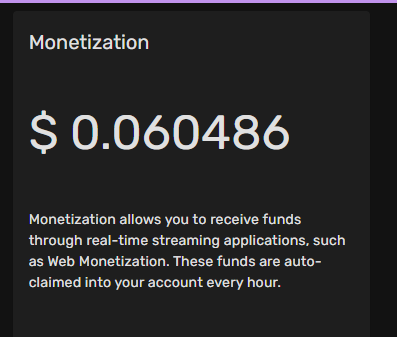 Monetization
$ 0.060486
Monetization allows you to receive funds
through real-time streaming applications, such
as Web Monetization. These funds are auto-
claimed into your account every hour.